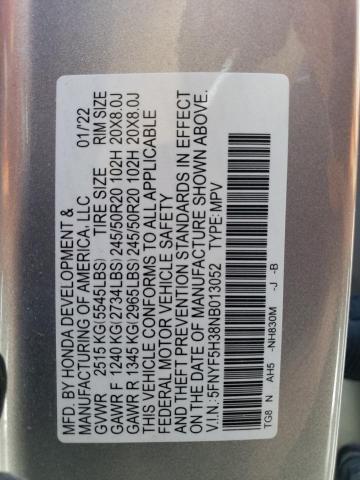 MFD. BY HONDA DEVELOPMENT &
MANUFACTURING OF AMERICA, LLC 01/22
GVWR 2515 KG(5545LBS) TIRE SIZE RIM SIZE
GAWR F 1240 KG(2734LBS) 245/50R20 102H 20X8.0J
GAWR R 1345 KG(2965LBS) 245/50R20 102H 20X8.0J
THIS VEHICLE CONFORMS TO ALL APPLICABLE
FEDERAL MOTOR VEHICLE SAFETY
AND THEFT PREVENTION STANDARDS IN EFFECT
ON THE DATE OF MANUFACTURE SHOWN ABOVE.
V.I.N.: 5FNYF5H38NB013052 TYPE: MPV
TG8 N AH5 -NH830M -J -B